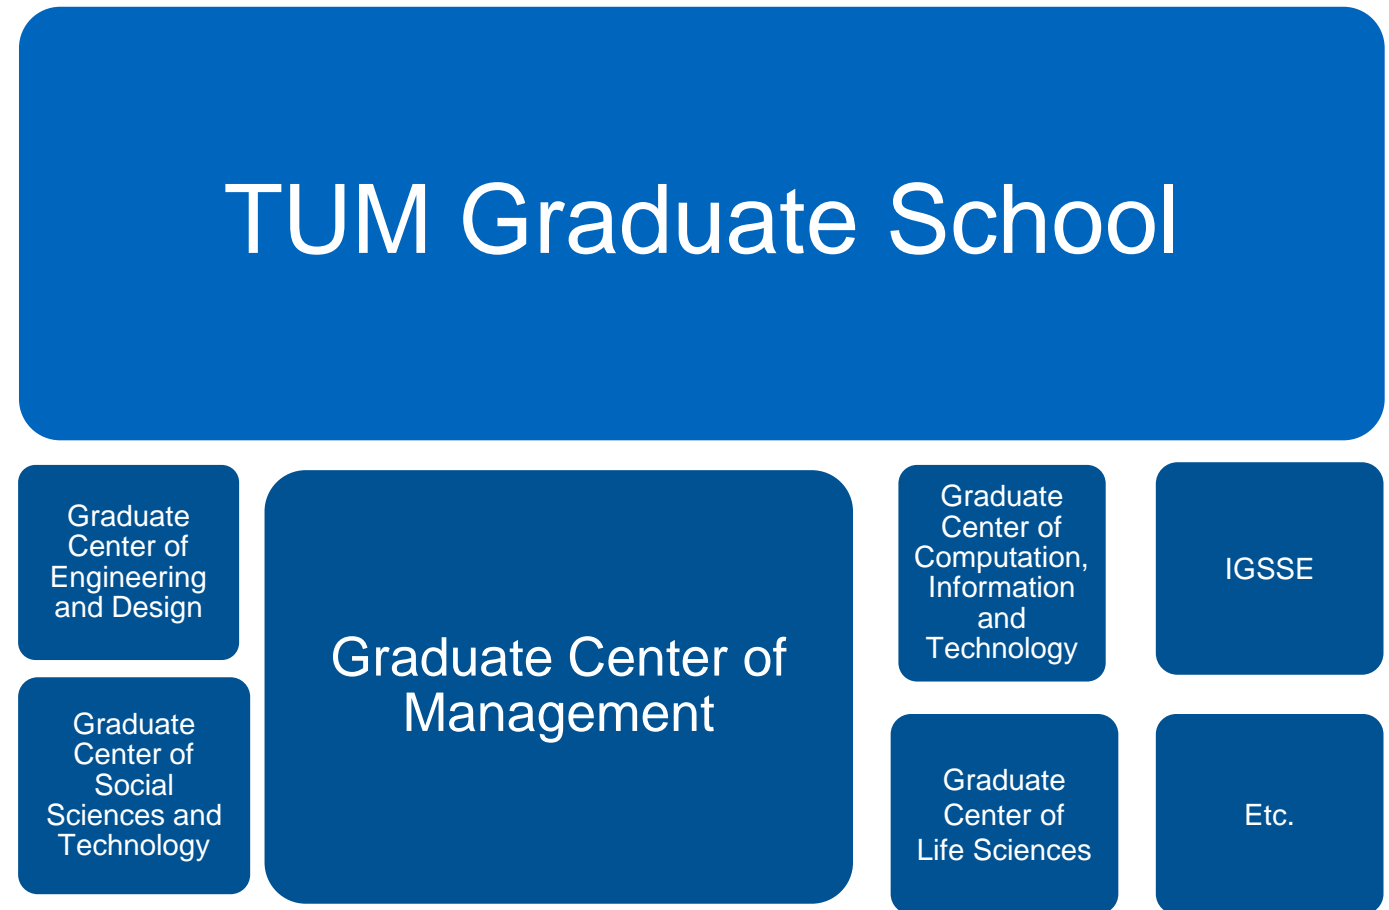 TUM Graduate School
Graduate
Center of
Engineering
and Design
Graduate
Center of
Social
Sciences and
Technology
Graduate Center of
Management
Graduate
Center of
Computation,
Information
and
Technology
Graduate
Center of
Life Sciences
IGSSE
Etc.